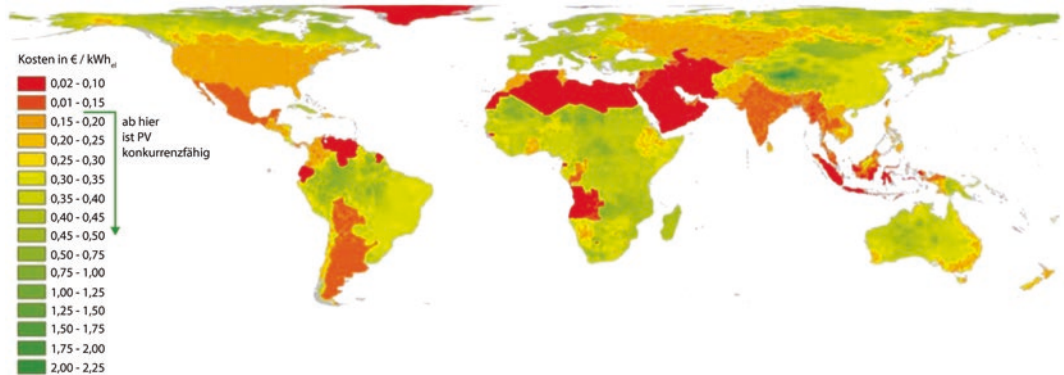 Kosten in € / kWhel
0,02 - 0,10
0,01 - 0,15
0,15 - 0,20
0,20 - 0,25
0,25 - 0,30
0,30 - 0,35
0,35 - 0,40
0,40 - 0,45
0,45 - 0,50
0,50 - 0,75
0,75 - 1,00
1,00 - 1,25
1,25 - 1,50
1,50 - 1,75
1,75 - 2,00
2,00 - 2,25
ab hier
ist PV
konkurrenzfähig